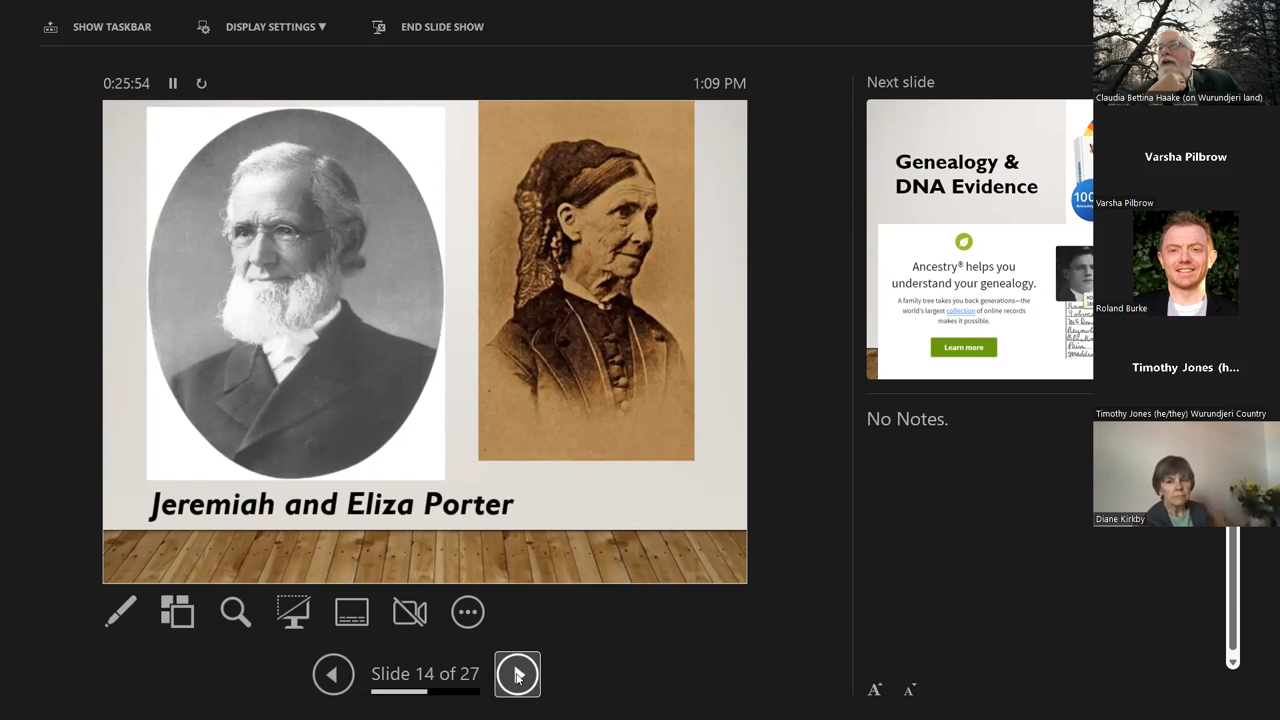 SHOW TASKBAR
DISPLAY SETTINGS ▼
END SLIDE SHOW
0:25:54
1:09 PM
Jeremiah and Eliza Porter
Slide 14 of 27
Next slide
Genealogy &
DNA Evidence
100
Ancestry® helps you
understand your genealogy.
A family tree takes you back generations—the
world's largest collection of online records
makes it possible.
Learn more
No Notes.
A A
Claudia Bettina Haake (on Wurundjeri land)
Varsha Pilbrow
Varsha Pilbrow
Roland Burke
Timothy Jones (h...
Timothy Jones (he/they) Wurundjeri Country
Diane Kirkby